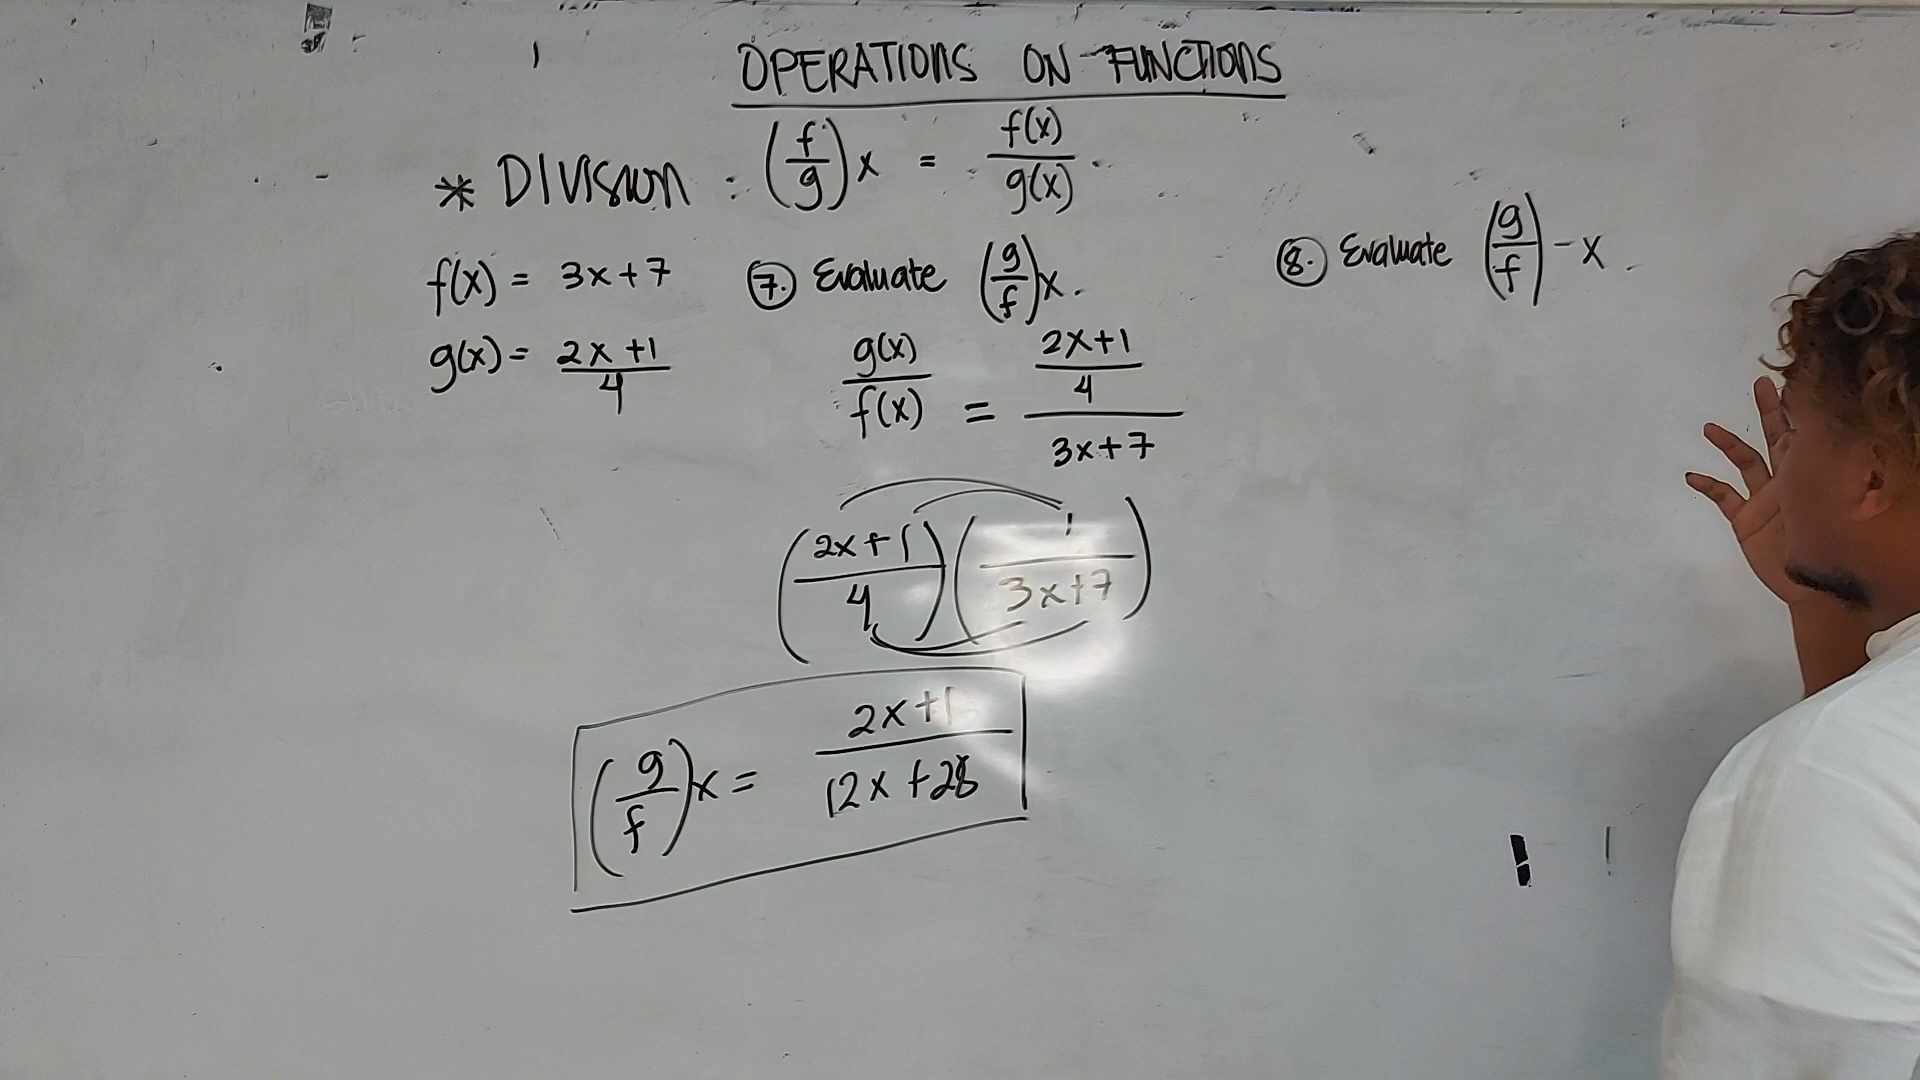 OPERATIONS ON FUNCTIONS
* DIVISION : (f/g)x = f(x)/g(x)
f(x) = 3x+7
g(x) = 2x+1/4
7. Evaluate (g/f)x.
g(x)/f(x) = 2x+1/4/3x+7
(2x+1/4)(1/3x+7)
(g/f)x = 2x+1/12x+28
8. Evaluate (g/f)-x.